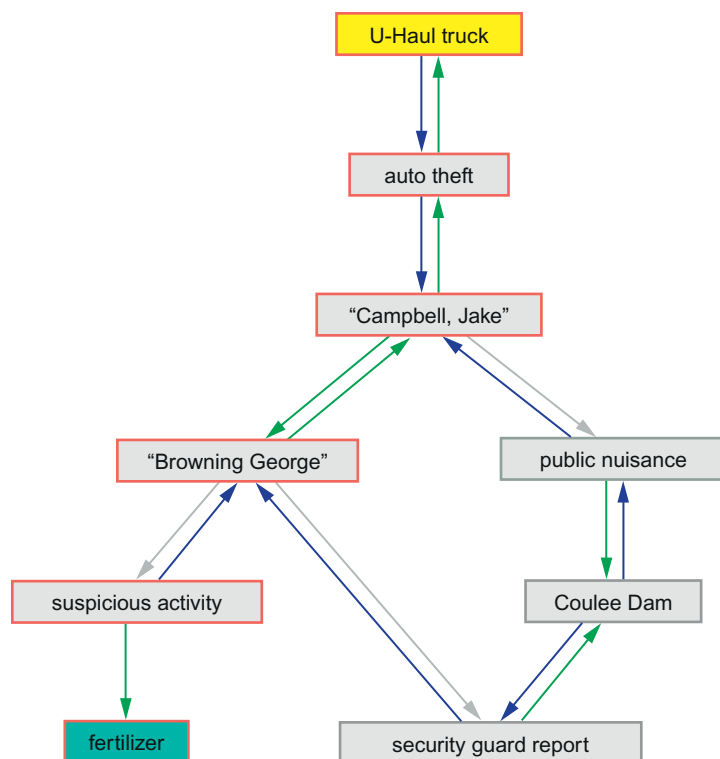 U-Haul truck
auto theft
“Campbell, Jake”
“Browning George”
public nuisance
suspicious activity
Coulee Dam
fertilizer
security guard report